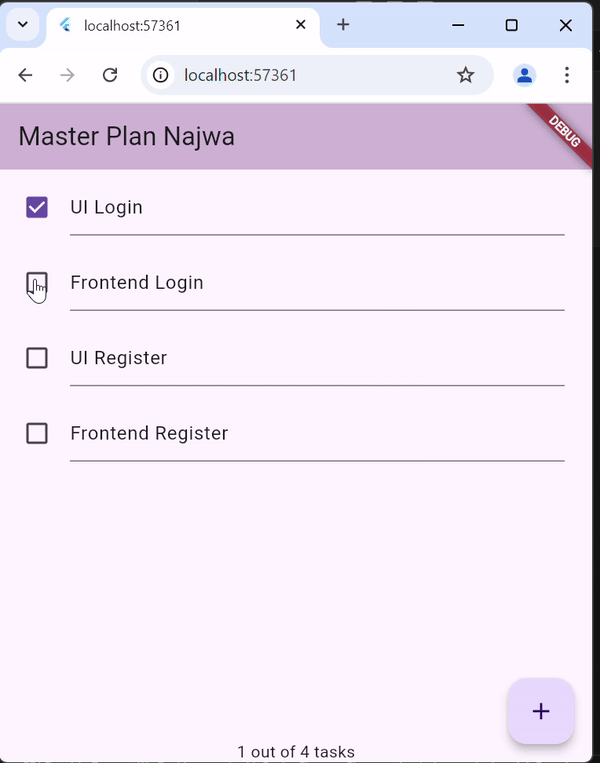 localhost:57361
localhost:57361
Master Plan Najwa
DEBUG
UI Login
Frontend Login
UI Register
Frontend Register
1 out of 4 tasks